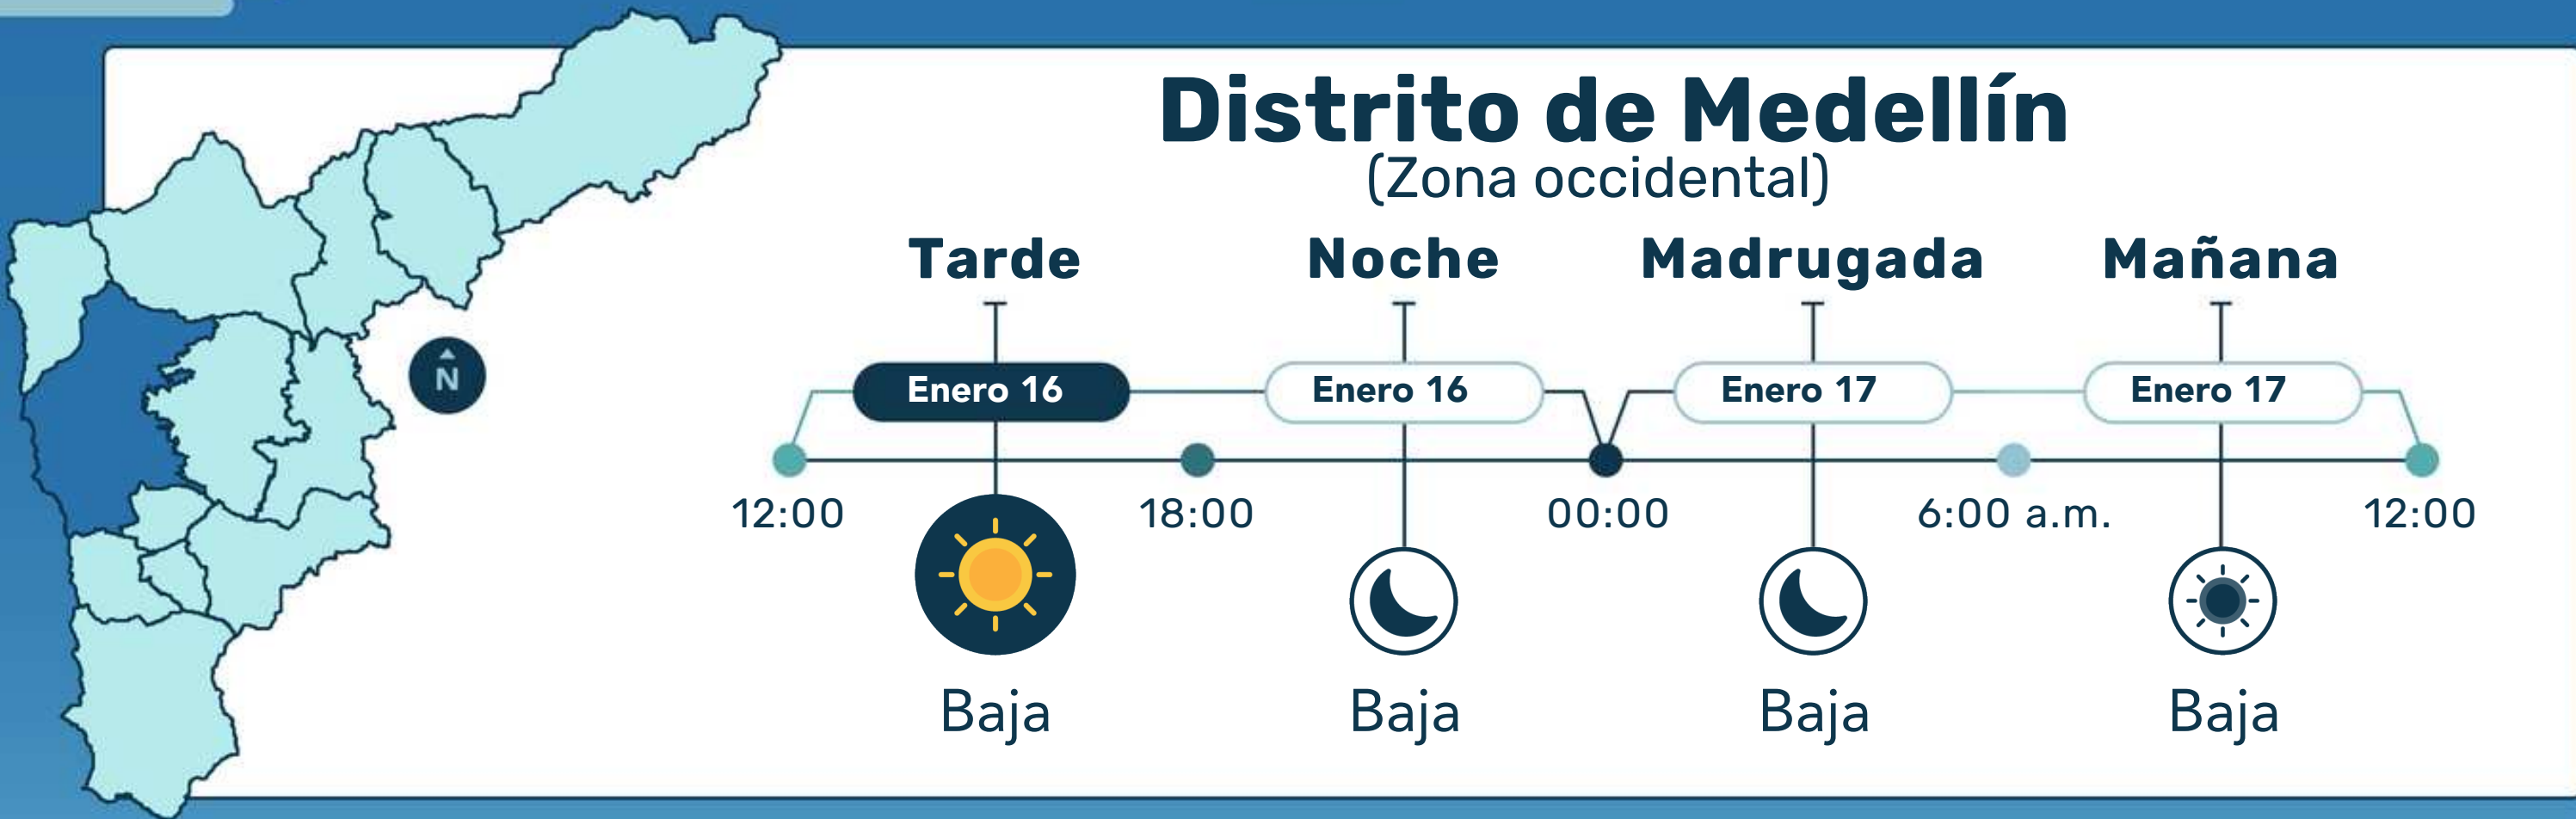 Distrito de Medellín
(Zona occidental)
Tarde Noche Madrugada Mañana
N
Enero 16 Enero 16 Enero 17 Enero 17
12:00 18:00 00:00 6:00 a.m. 12:00
Baja Baja Baja Baja